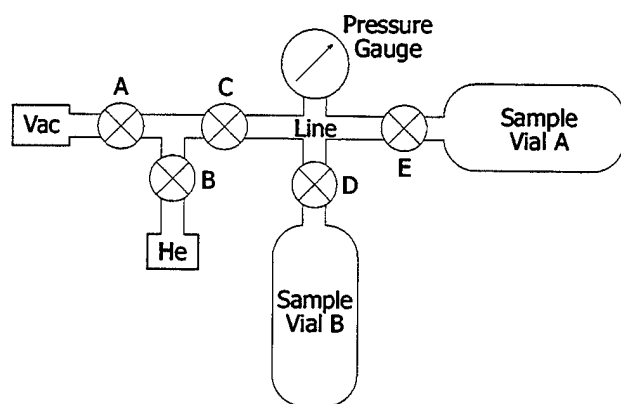 Pressure
Gauge
A
C
Vac
Line
Sample
Vial A
B
D
E
He
Sample
Vial B